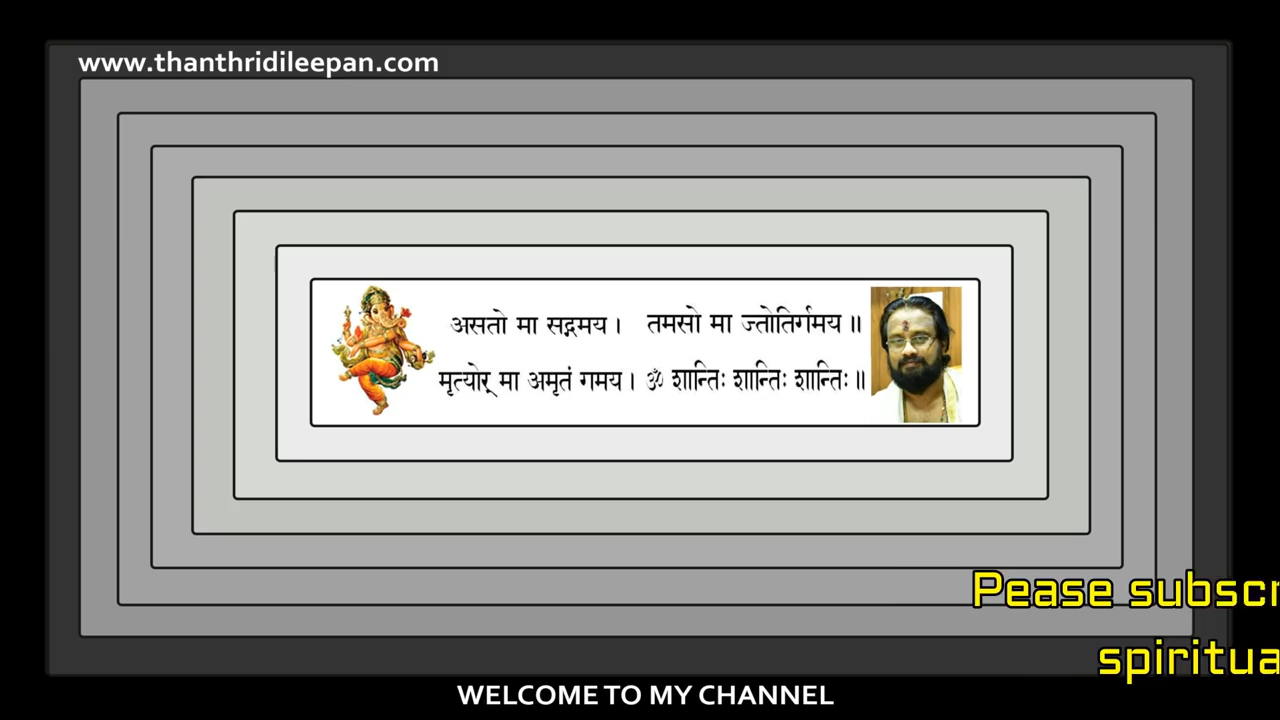 www.thanthridileepan.com
असतो मा सद्गमय । तमसो मा ज्तोतिर्गमय ॥
मृत्योर् मा अमृतं गमय । ॐ शान्तिः शान्तिः शान्तिः ॥
Pease subscr
spiritua
WELCOME TO MY CHANNEL